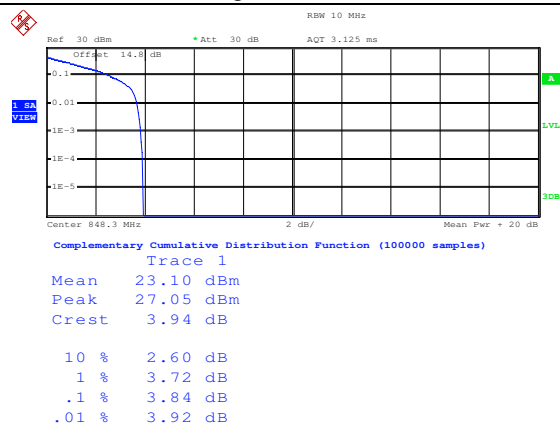 RBW 10 MHz
Ref 30 dBm *Att 30 dB AQT 3.125 ms
Offset 14.8 dB
0.1
A
0.01
1 SA
VIEW
1E-3
LVL
1E-4
1E-5
3DB
Center 848.3 MHz 2 dB/ Mean Pwr + 20 dB
Complementary Cumulative Distribution Function (100000 samples)
Trace 1
Mean 23.10 dBm
Peak 27.05 dBm
Crest 3.94 dB
10 % 2.60 dB
1 % 3.72 dB
.1 % 3.84 dB
.01 % 3.92 dB